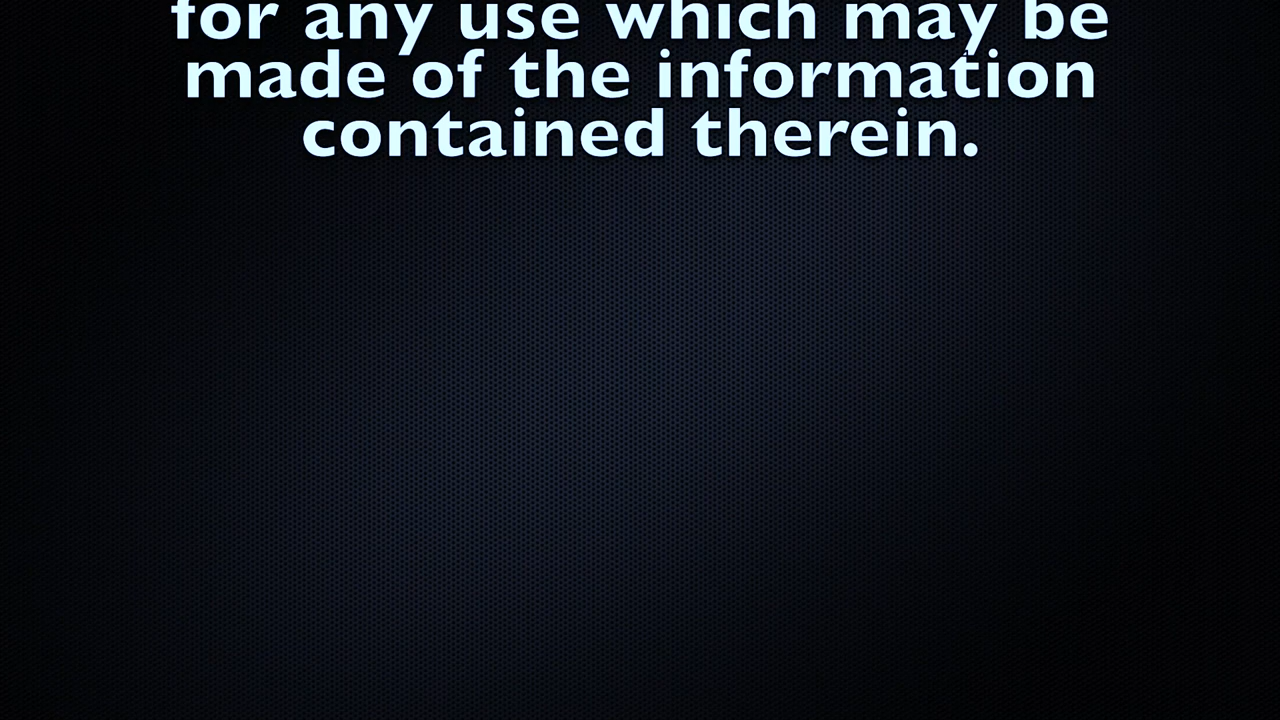 for any use which may be
made of the information
contained therein.